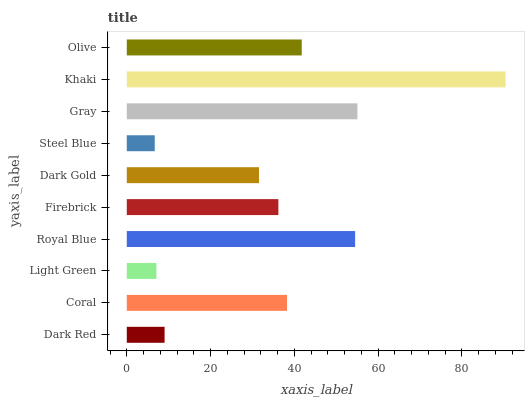 title
Olive
Khaki
Gray
Steel Blue
Dark Gold
Firebrick
Royal Blue
Light Green
Coral
Dark Red
yaxis_label
0 20 40 60 80
xaxis_label